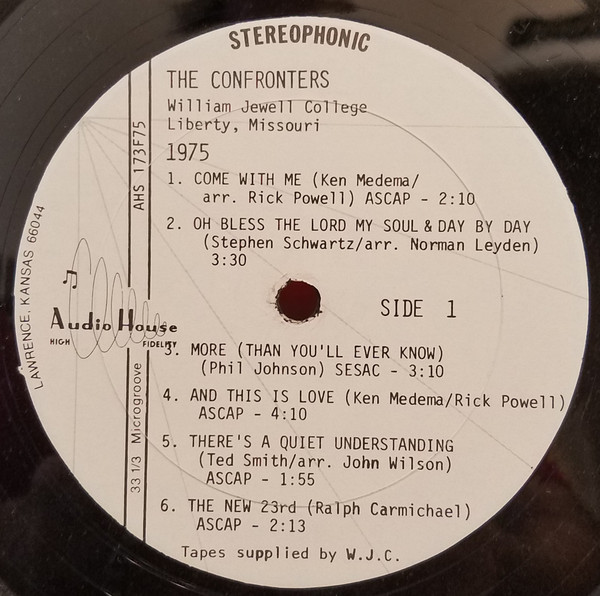 STEREOPHONIC
THE CONFRONTERS
William Jewell College
Liberty, Missouri
1975
1. COME WITH ME (Ken Medema/
arr. Rick Powell) ASCAP - 2:10
2. OH BLESS THE LORD MY SOUL & DAY BY DAY
(Stephen Schwartz/arr. Norman Leyden)
3:30
SIDE 1
3. MORE (THAN YOU'LL EVER KNOW)
(Phil Johnson) SESAC - 3:10
4. AND THIS IS LOVE (Ken Medema/Rick Powell)
ASCAP - 4:10
5. THERE'S A QUIET UNDERSTANDING
(Ted Smith/arr. John Wilson)
ASCAP - 1:55
6. THE NEW 23rd (Ralph Carmichael)
ASCAP - 2:13
Tapes supplied by W.J.C.
AHS 173F75
Audio House
HIGH FIDELITY
33 1/3 Microgroove
LAWRENCE, KANSAS 66044